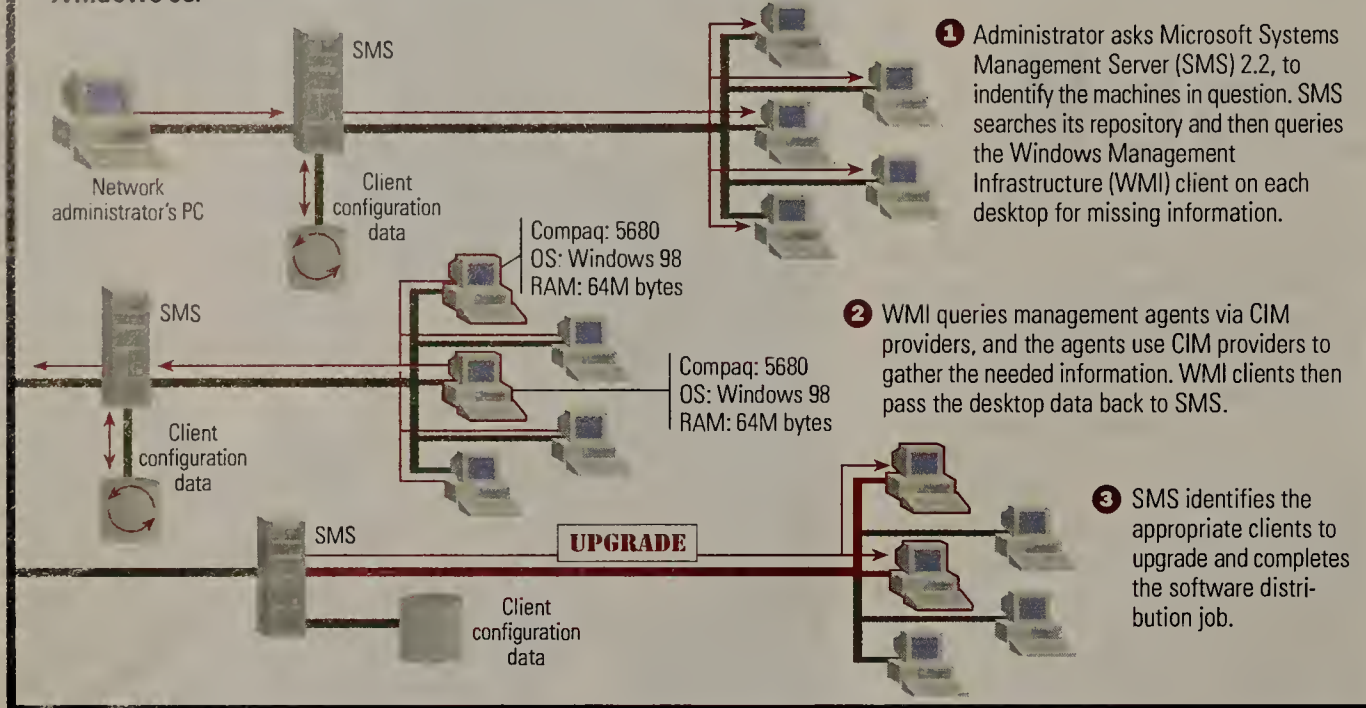 SMS
Network
administrator's PC
Client
configuration
data
1 Administrator asks Microsoft Systems
Management Server (SMS) 2.2, to
indentify the machines in question. SMS
searches its repository and then queries
the Windows Management
Infrastructure (WMI) client on each
desktop for missing information.
SMS
Client
configuration
data
Compaq: 5680
OS: Windows 98
RAM: 64M bytes
Compaq: 5680
OS: Windows 98
RAM: 64M bytes
2 WMI queries management agents via CIM
providers, and the agents use CIM providers to
gather the needed information. WMI clients then
pass the desktop data back to SMS.
SMS
UPGRADE
Client
configuration
data
3 SMS identifies the
appropriate clients to
upgrade and completes
the software distri-
bution job.